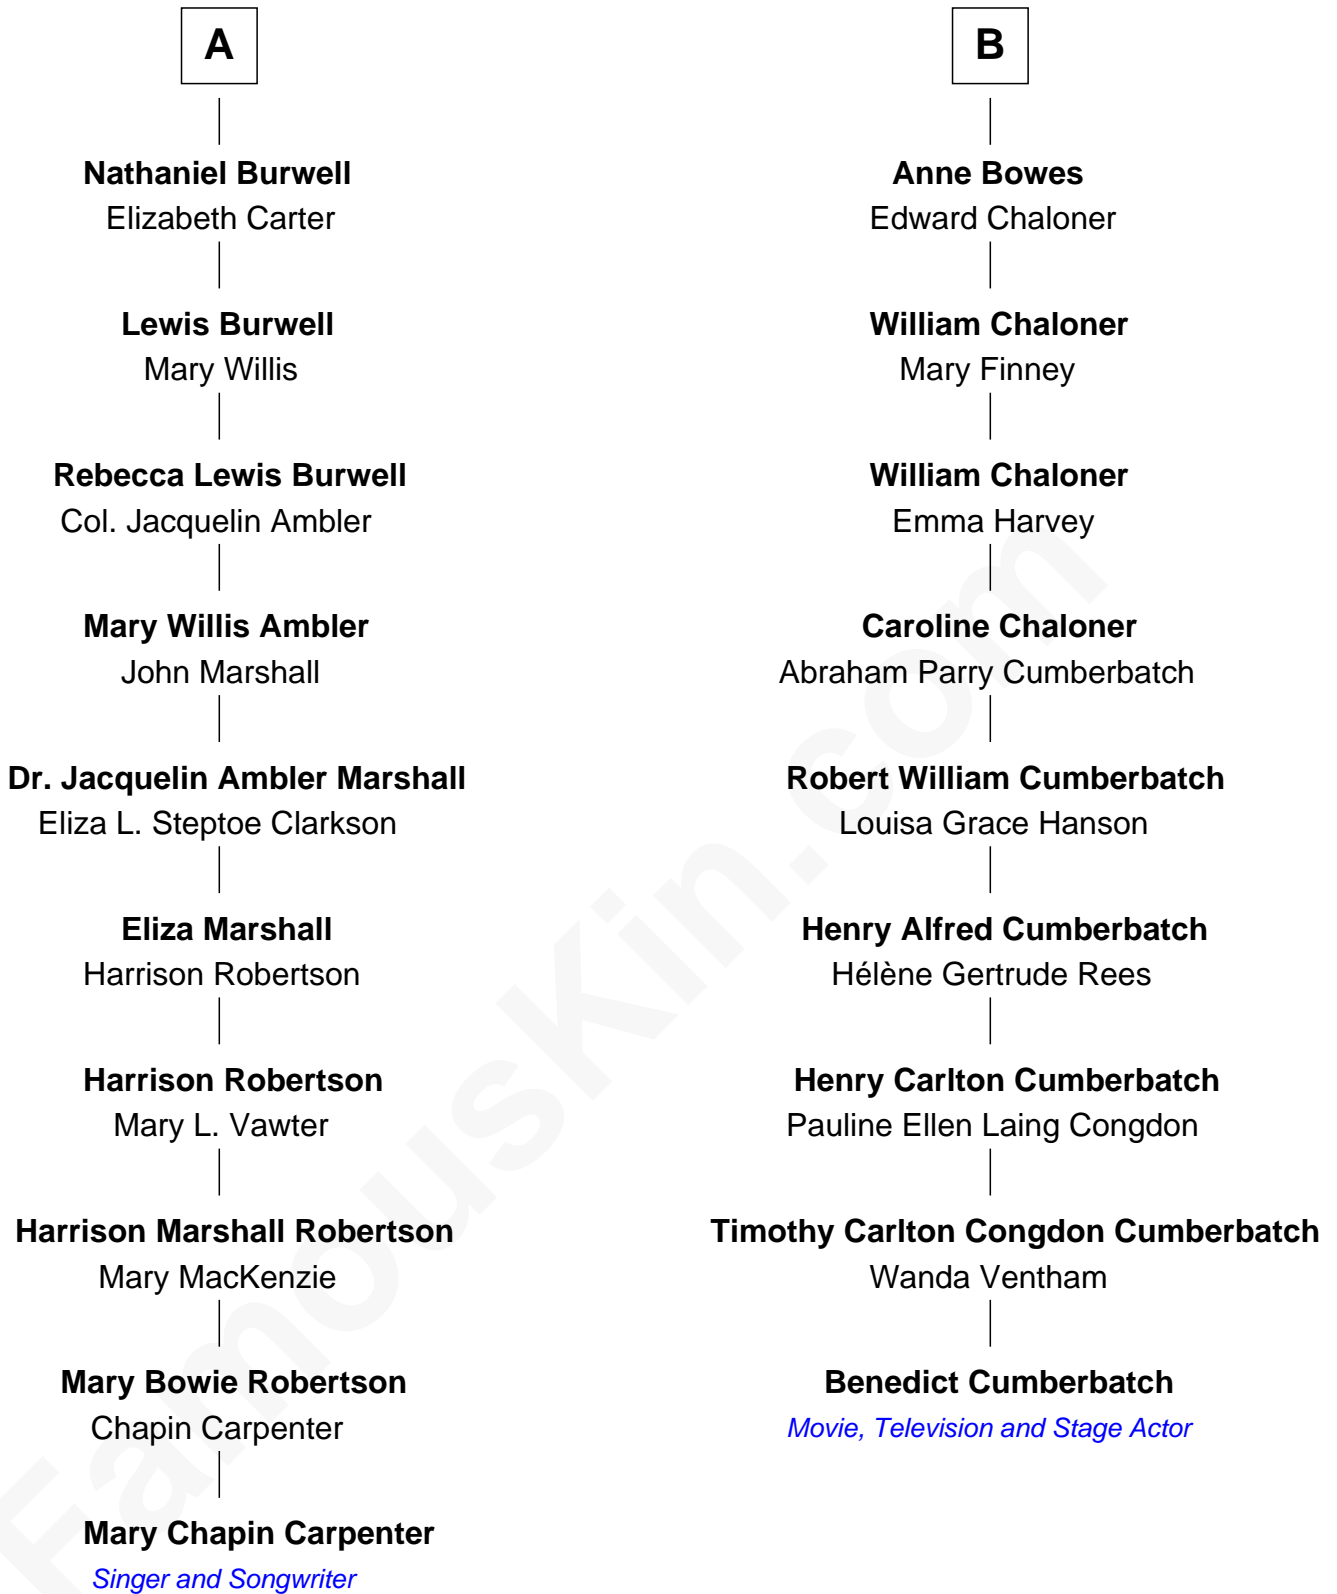 A
Nathaniel Burwell
Elizabeth Carter
Lewis Burwell
Mary Willis
Rebecca Lewis Burwell
Col. Jacquelin Ambler
Mary Willis Ambler
John Marshall
Dr. Jacquelin Ambler Marshall
Eliza L. Steptoe Clarkson
Eliza Marshall
Harrison Robertson
Harrison Robertson
Mary L. Vawter
Harrison Marshall Robertson
Mary MacKenzie
Mary Bowie Robertson
Chapin Carpenter
Mary Chapin Carpenter
Singer and Songwriter
B
Anne Bowes
Edward Chaloner
William Chaloner
Mary Finney
William Chaloner
Emma Harvey
Caroline Chaloner
Abraham Parry Cumberbatch
Robert William Cumberbatch
Louisa Grace Hanson
Henry Alfred Cumberbatch
Hélène Gertrude Rees
Henry Carlton Cumberbatch
Pauline Ellen Laing Congdon
Timothy Carlton Congdon Cumberbatch
Wanda Ventham
Benedict Cumberbatch
Movie, Television and Stage Actor
FamousKin.com